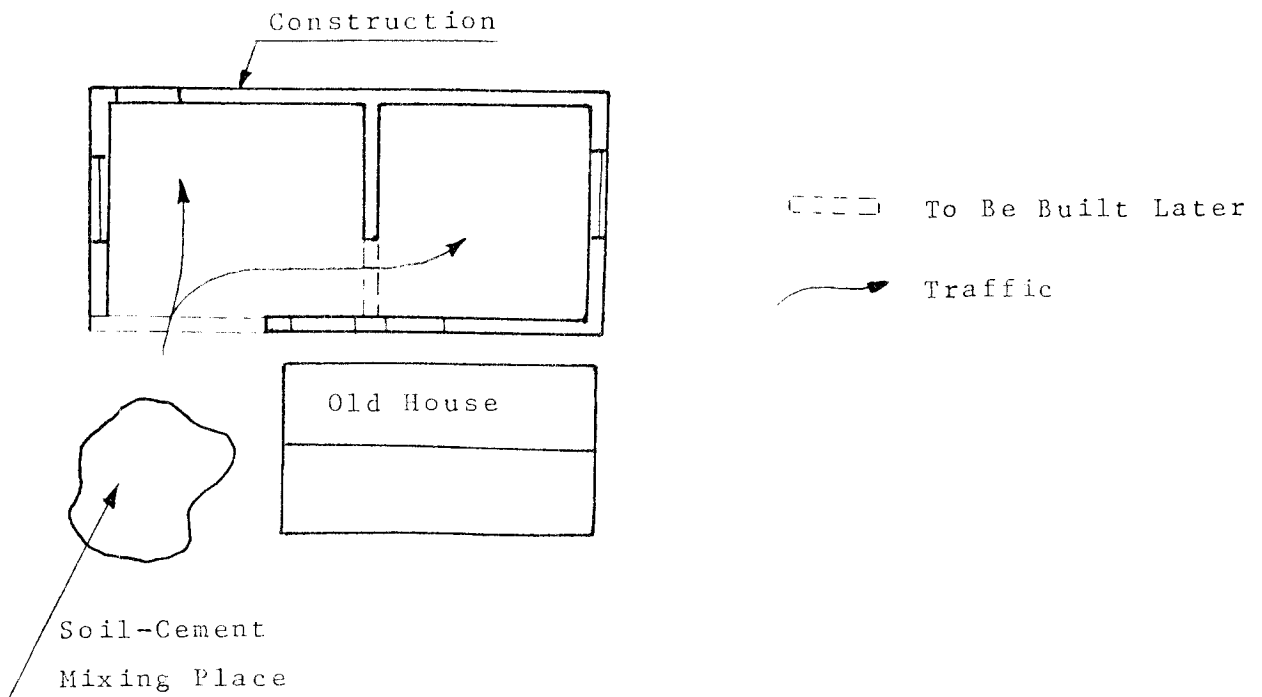 Construction
To Be Built Later
Traffic
Old House
Soil-Cement
Mixing Place